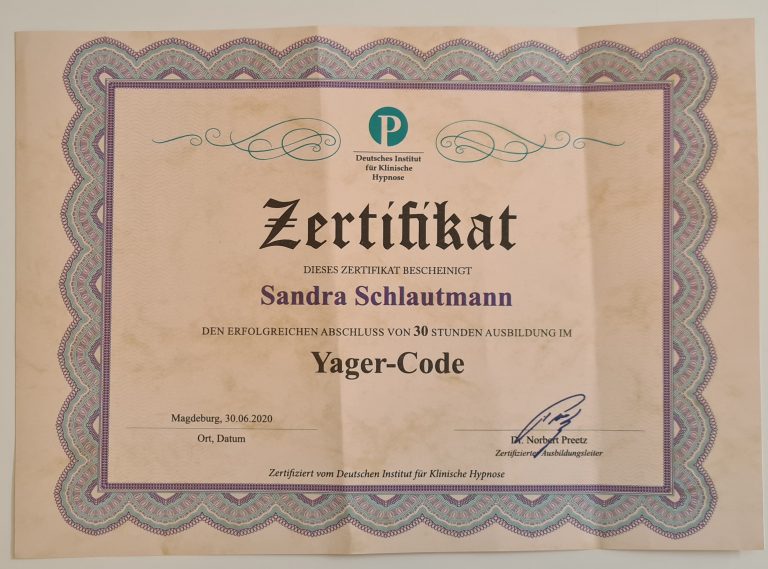 P
Deutsches Institut
für Klinische
Hypnose
Zertifikat
DIESES ZERTIFIKAT BESCHEINIGT
Sandra Schlautmann
DEN ERFOLGREICHEN ABSCHLUSS VON 30 STUNDEN AUSBILDUNG IM
Yager-Code
Magdeburg, 30.06.2020
Ort, Datum
Dr. Norbert Preetz
Zertifizierter Ausbildungsleiter
Zertifiziert vom Deutschen Institut für Klinische Hypnose